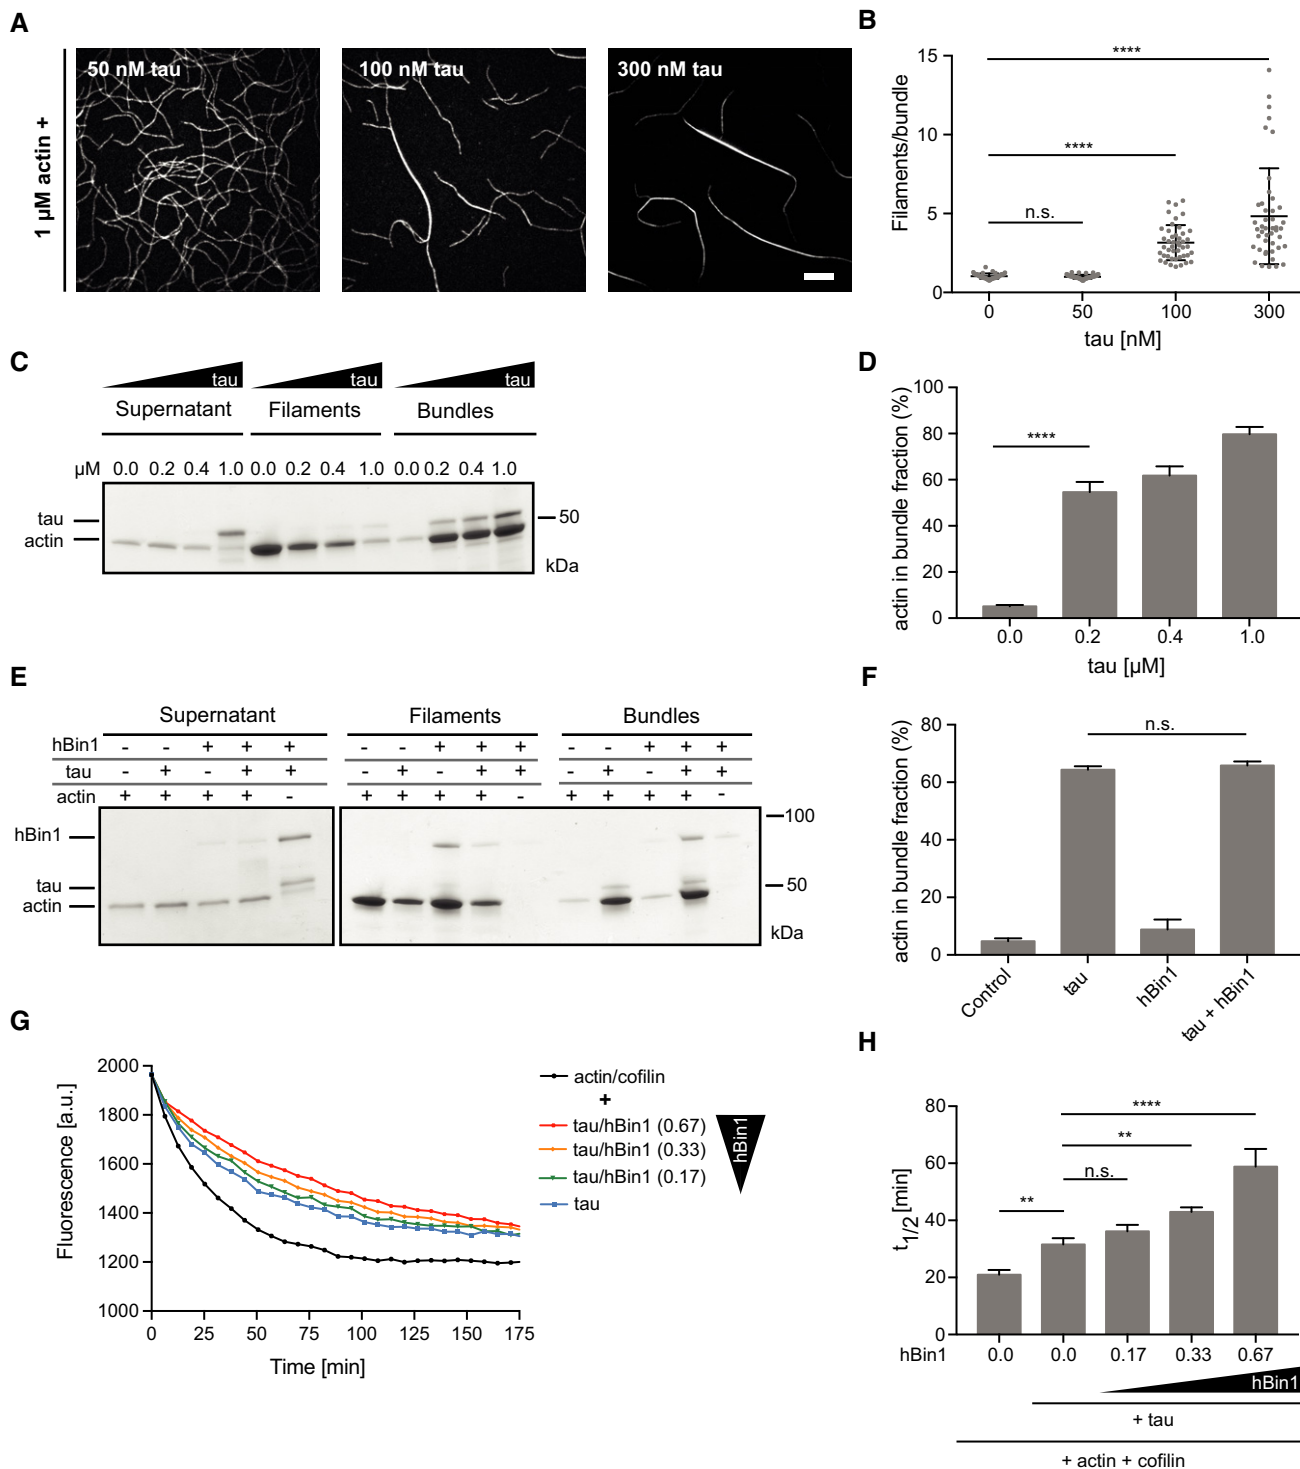 A
1 µM actin +
50 nM tau
100 nM tau
300 nM tau
B
Filaments/bundle
15
10
5
0
****
****
n.s.
0 50 100 300
tau [nM]
C
tau tau tau
Supernatant Filaments Bundles
µM 0.0 0.2 0.4 1.0 0.0 0.2 0.4 1.0 0.0 0.2 0.4 1.0
tau
actin
50
kDa
D
actin in bundle fraction (%)
100
80
60
40
20
0
****
0.0 0.2 0.4 1.0
tau [µM]
E
Supernatant Filaments Bundles
hBin1 - - + + + - - + + + - - + + +
tau - + - + + - + - + + - + - + +
actin + + + + - + + + + - + + + + -
hBin1
tau
actin
100
50
kDa
F
actin in bundle fraction (%)
80
60
40
20
0
n.s.
Control tau hBin1 tau + hBin1
G
Fluorescence [a.u.]
2000
1800
1600
1400
1200
1000
0 25 50 75 100 125 150 175
Time [min]
actin/cofilin
+
tau/hBin1 (0.67)
tau/hBin1 (0.33)
tau/hBin1 (0.17)
tau
hBin1
H
t1/2 [min]
80
60
40
20
0
****
**
n.s.
**
hBin1 0.0 0.0 0.17 0.33 0.67
hBin1
+ tau
+ actin + cofilin